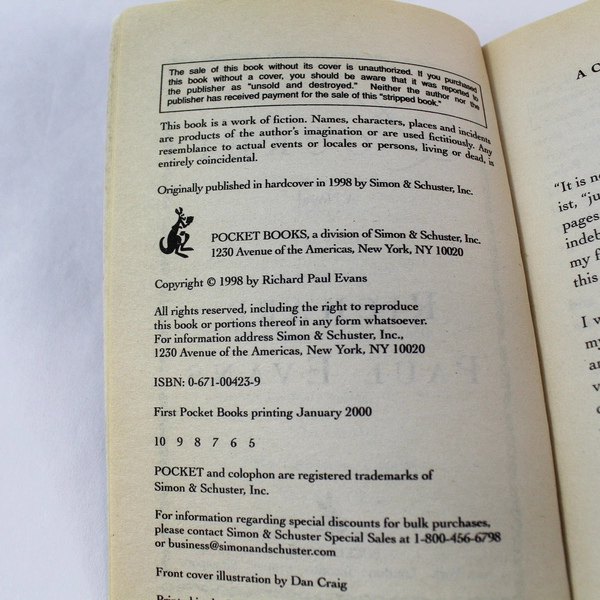 The sale of this book without its cover is unauthorized. If you purchased
this book without a cover, you should be aware that it was reported to
the publisher as "unsold and destroyed." Neither the author nor the
publisher has received payment for the sale of this "stripped book."
This book is a work of fiction. Names, characters, places and incidents
are products of the author's imagination or are used fictitiously. Any
resemblance to actual events or locales or persons, living or dead, is
entirely coincidental.
Originally published in hardcover in 1998 by Simon & Schuster, Inc.
POCKET BOOKS, a division of Simon & Schuster, Inc.
1230 Avenue of the Americas, New York, NY 10020
Copyright © 1998 by Richard Paul Evans
All rights reserved, including the right to reproduce
this book or portions thereof in any form whatsoever.
For information address Simon & Schuster, Inc.,
1230 Avenue of the Americas, New York, NY 10020
ISBN: 0-671-00423-9
First Pocket Books printing January 2000
10 9 8 7 6 5
POCKET and colophon are registered trademarks of
Simon & Schuster, Inc.
For information regarding special discounts for bulk purchases,
please contact Simon & Schuster Special Sales at 1-800-456-6798
or business@simonandschuster.com
Front cover illustration by Dan Craig
A C
"It is n
ist, "ju
pages
indeb
my f
this
I v
my
a
v